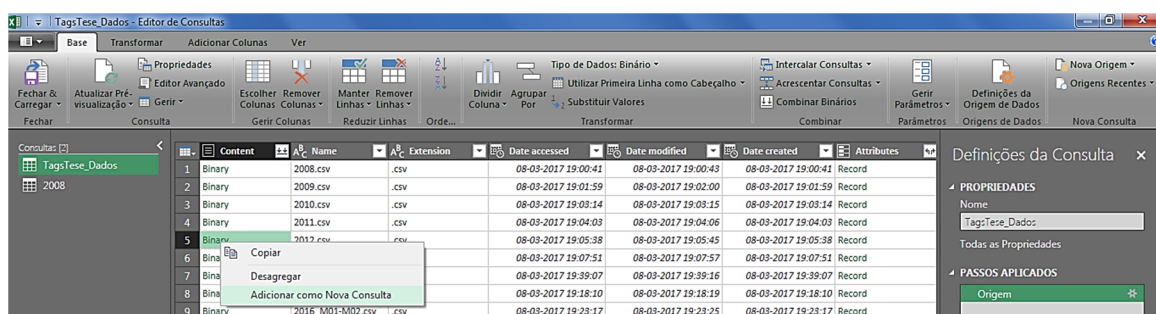 TagsTese_Dados - Editor de Consultas
Base Transformar Adicionar Colunas Ver
Fechar & Carregar
Fechar
Atualizar Pré-visualização
Propriedades
Editor Avançado
Gerir
Consulta
Escolher Colunas
Remover Colunas
Gerir Colunas
Manter Linhas
Remover Linhas
Reduzir Linhas
Orde...
Dividir Coluna
Agrupar Por
Tipo de Dados: Binário
Utilizar Primeira Linha como Cabeçalho
Substituir Valores
Transformar
Intercalar Consultas
Acrescentar Consultas
Combinar Binários
Combinar
Gerir Parâmetros
Parâmetros
Definições da Origem de Dados
Origens de Dados
Nova Origem
Origens Recentes
Nova Consulta
Consultas [2]
TagsTese_Dados
2008
Content Name Extension Date accessed Date modified Date created Attributes
1 Binary 2008.csv .csv 08-03-2017 19:00:41 08-03-2017 19:00:43 08-03-2017 19:00:41 Record
2 Binary 2009.csv .csv 08-03-2017 19:01:59 08-03-2017 19:02:00 08-03-2017 19:01:59 Record
3 Binary 2010.csv .csv 08-03-2017 19:03:14 08-03-2017 19:03:15 08-03-2017 19:03:14 Record
4 Binary 2011.csv .csv 08-03-2017 19:04:03 08-03-2017 19:04:06 08-03-2017 19:04:03 Record
5 Binary 2012.csv .csv 08-03-2017 19:05:38 08-03-2017 19:05:45 08-03-2017 19:05:38 Record
6 Bina 08-03-2017 19:07:51 08-03-2017 19:07:57 08-03-2017 19:07:51 Record
7 Bina 08-03-2017 19:39:07 08-03-2017 19:39:16 08-03-2017 19:39:07 Record
8 Bina 08-03-2017 19:18:10 08-03-2017 19:18:19 08-03-2017 19:18:10 Record
9 Binary 2016_M01-M02.csv .csv 08-03-2017 19:23:17 08-03-2017 19:23:25 08-03-2017 19:23:17 Record
Copiar
Desagregar
Adicionar como Nova Consulta
Definições da Consulta
PROPRIEDADES
Nome
TagsTese_Dados
Todas as Propriedades
PASSOS APLICADOS
Origem